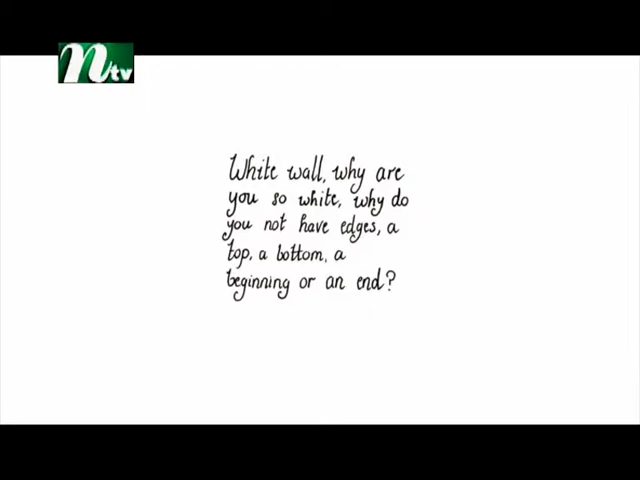 ntv
White wall, why are
you so white, why do
you not have edges, a
top, a bottom, a
beginning or an end?